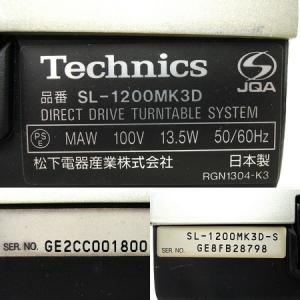 Technics
JQA
品番 SL-1200MK3D
DIRECT DRIVE TURNTABLE SYSTEM
PS E MAW 100V 13.5W 50/60Hz
松下電器産業株式会社 日本製
RGN1304-K3
SER. NO. GE2CC001800
SL-1200MK3D-S
SER.NO. GE8FB28798